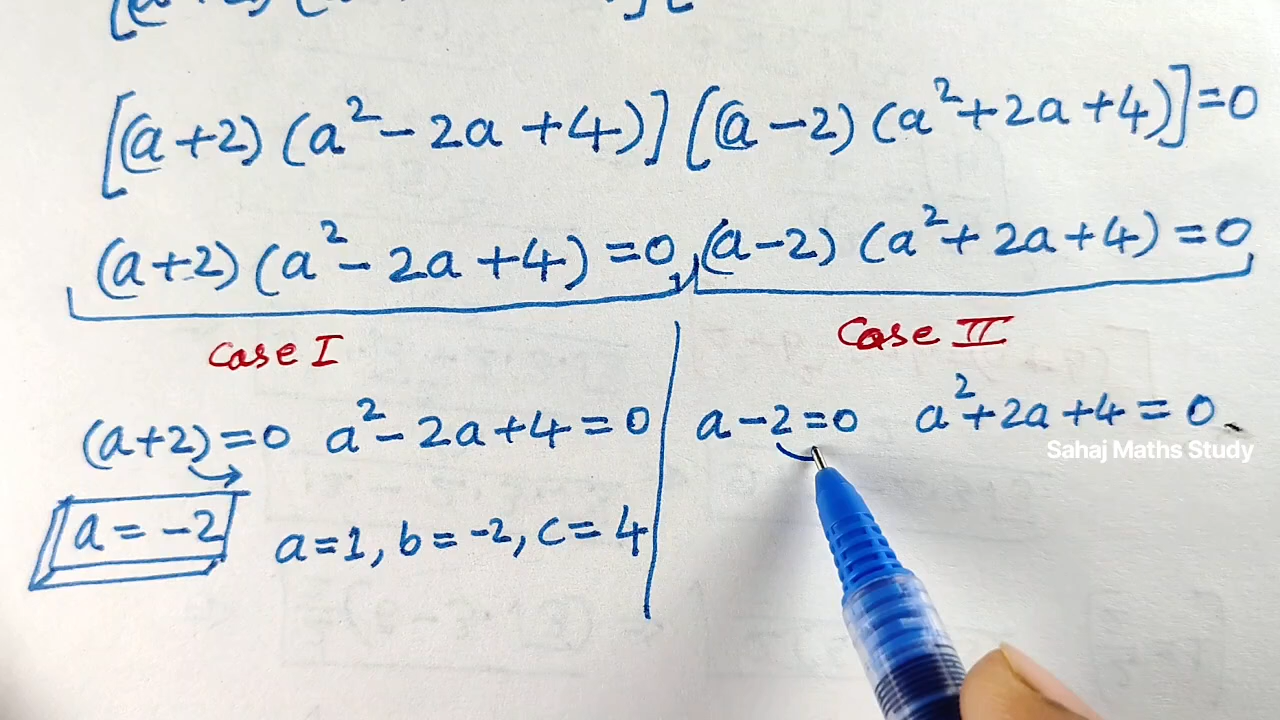 [(a+2)(a²-2a+4)][(a-2)(a²+2a+4)]=0
(a+2)(a²-2a+4)=0, (a-2)(a²+2a+4)=0
Case I
Case II
(a+2)=0 a²-2a+4=0
a=-2
a=1, b=-2, c=4
a-2=0 a²+2a+4=0
Sahaj Maths Study